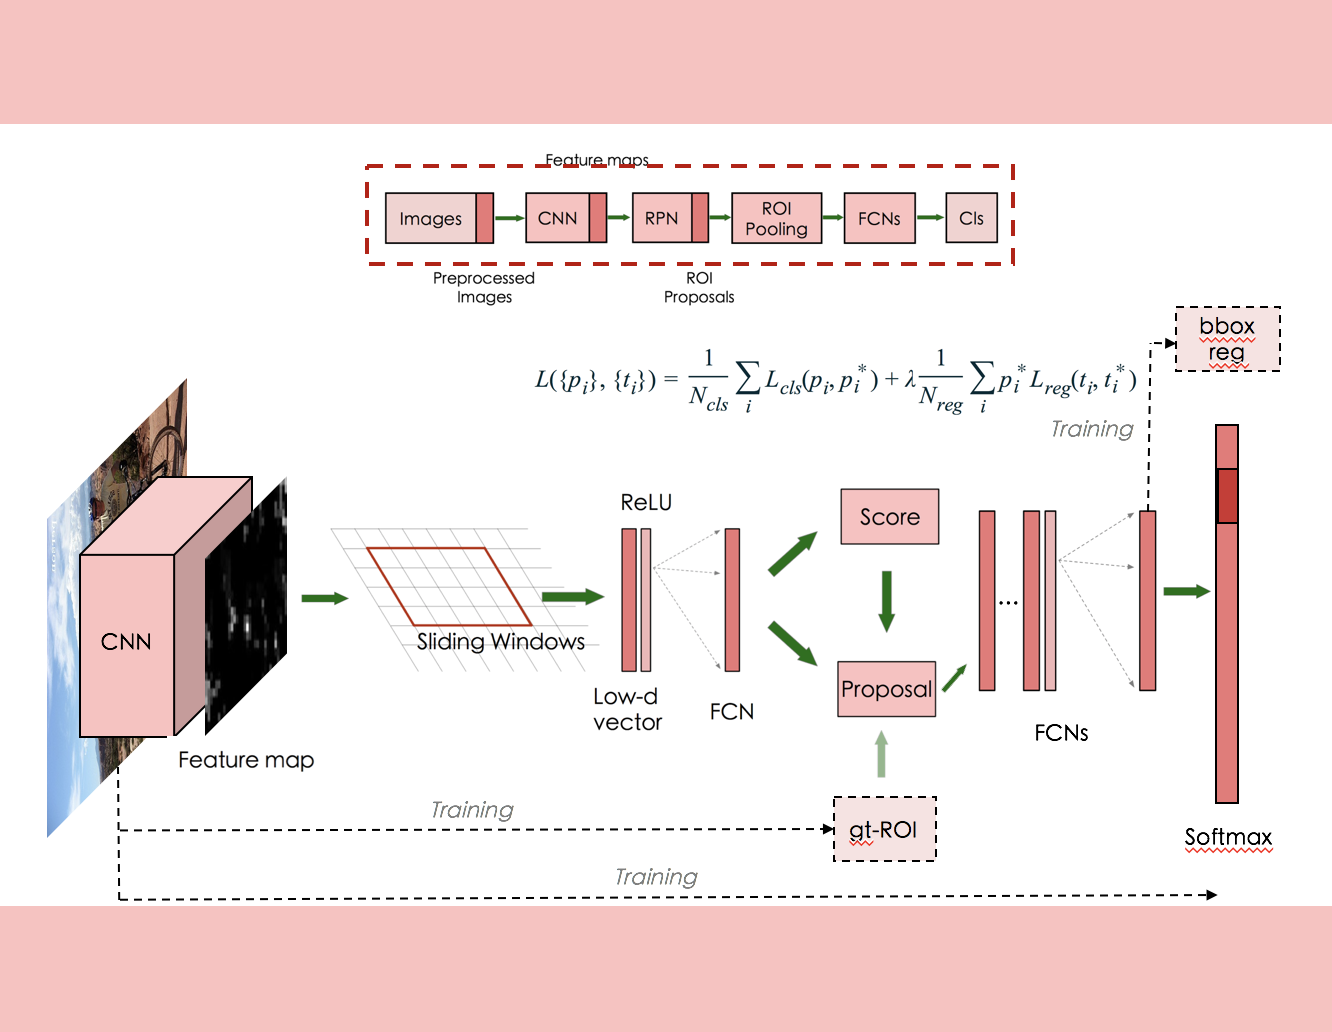 Feature maps
Images
CNN
RPN
ROI
Pooling
FCNs
Cls
Preprocessed
Images
ROI
Proposals
bbox
reg
L({p_i}, {t_i}) = \frac{1}{N_{cls}} \sum_i L_{cls}(p_i, p_i^*) + λ \frac{1}{N_{reg}} \sum_i p_i^* L_{reg}(t_i, t_i^*)
Training
ReLU
Score
CNN
Sliding Windows
...
Proposal
Low-d
vector
FCN
FCNs
Feature map
Training
gt-ROI
Softmax
Training